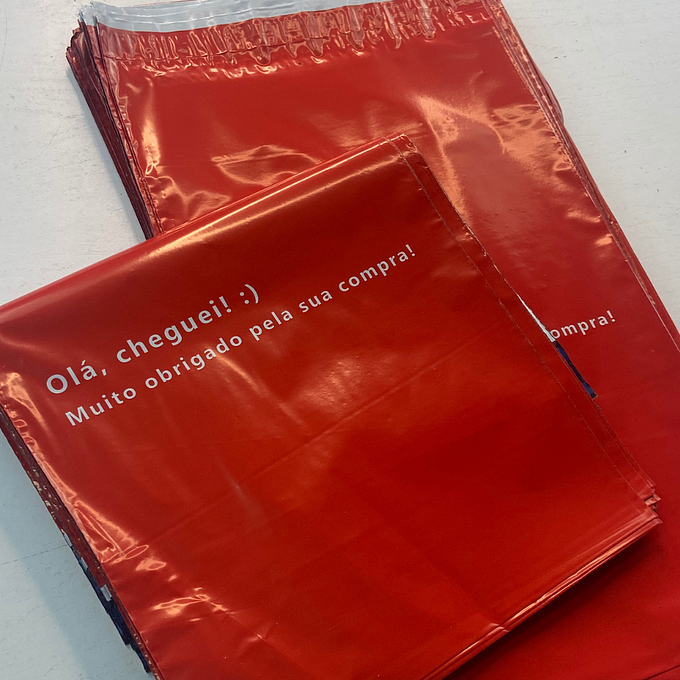 Olá, cheguei! :)
Muito obrigado pela sua compra!
ompra!